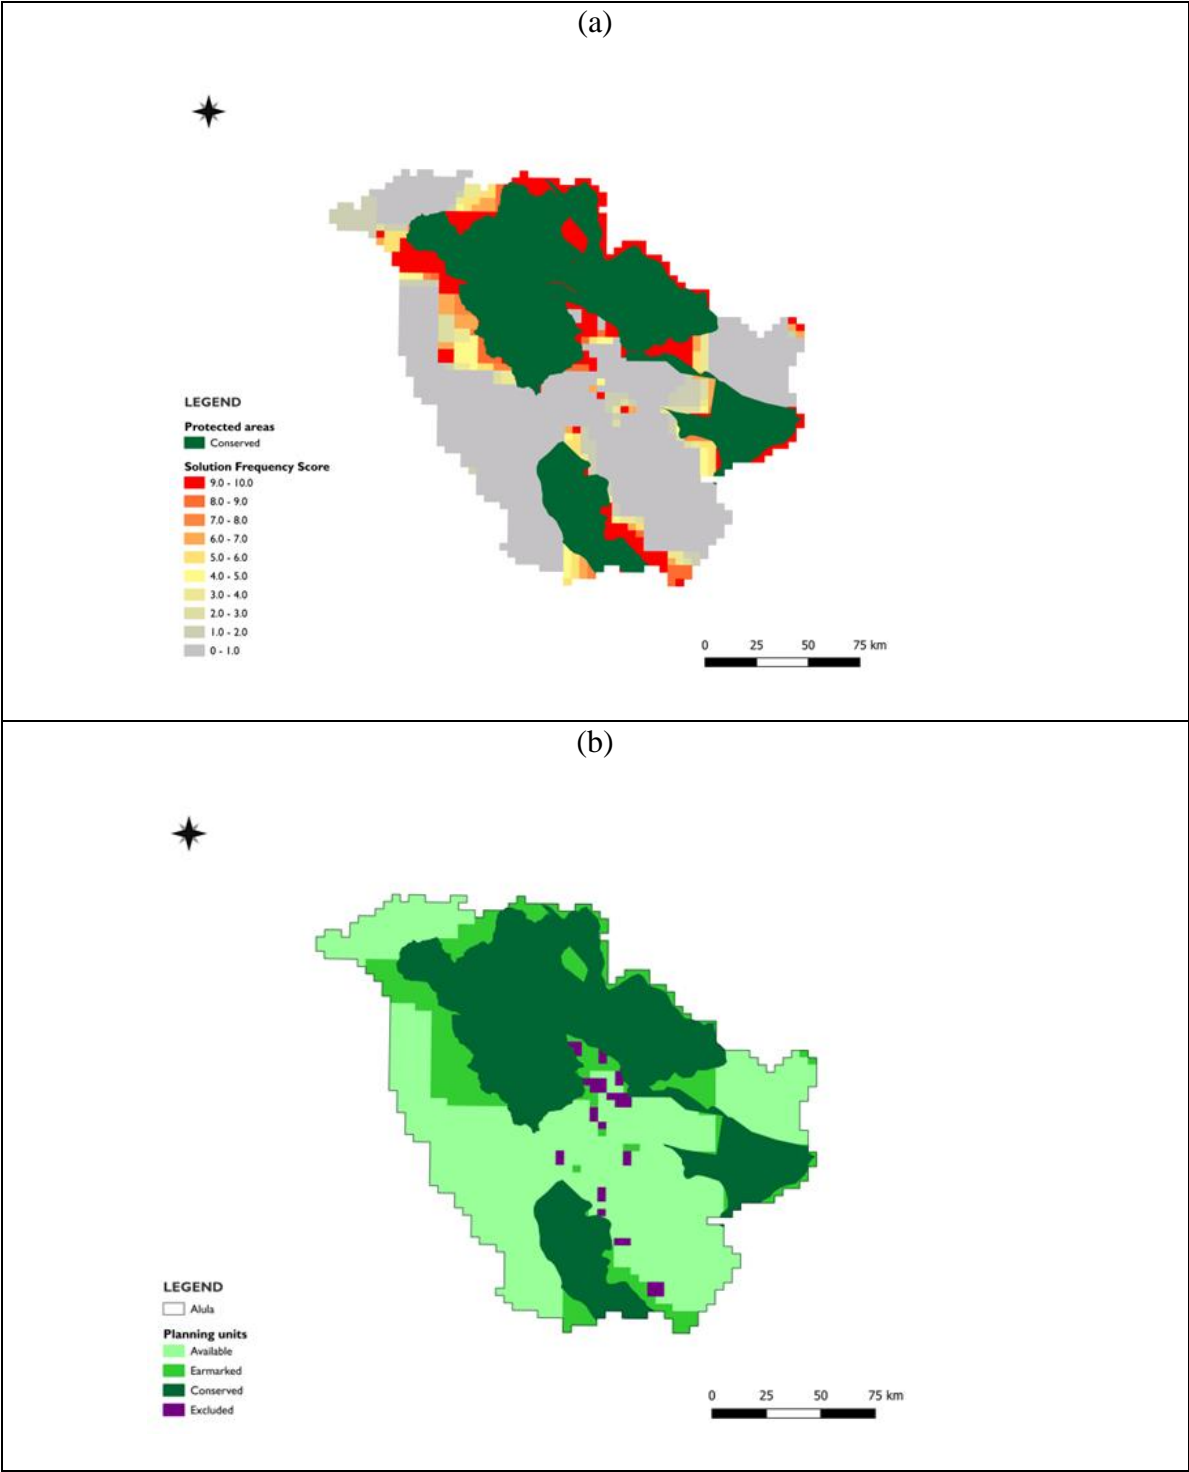 (a)
LEGEND
Protected areas
Conserved
Solution Frequency Score
9.0 - 10.0
8.0 - 9.0
7.0 - 8.0
6.0 - 7.0
5.0 - 6.0
4.0 - 5.0
3.0 - 4.0
2.0 - 3.0
1.0 - 2.0
0 - 1.0
0 25 50 75 km
(b)
LEGEND
Alula
Planning units
Available
Earmarked
Conserved
Excluded
0 25 50 75 km